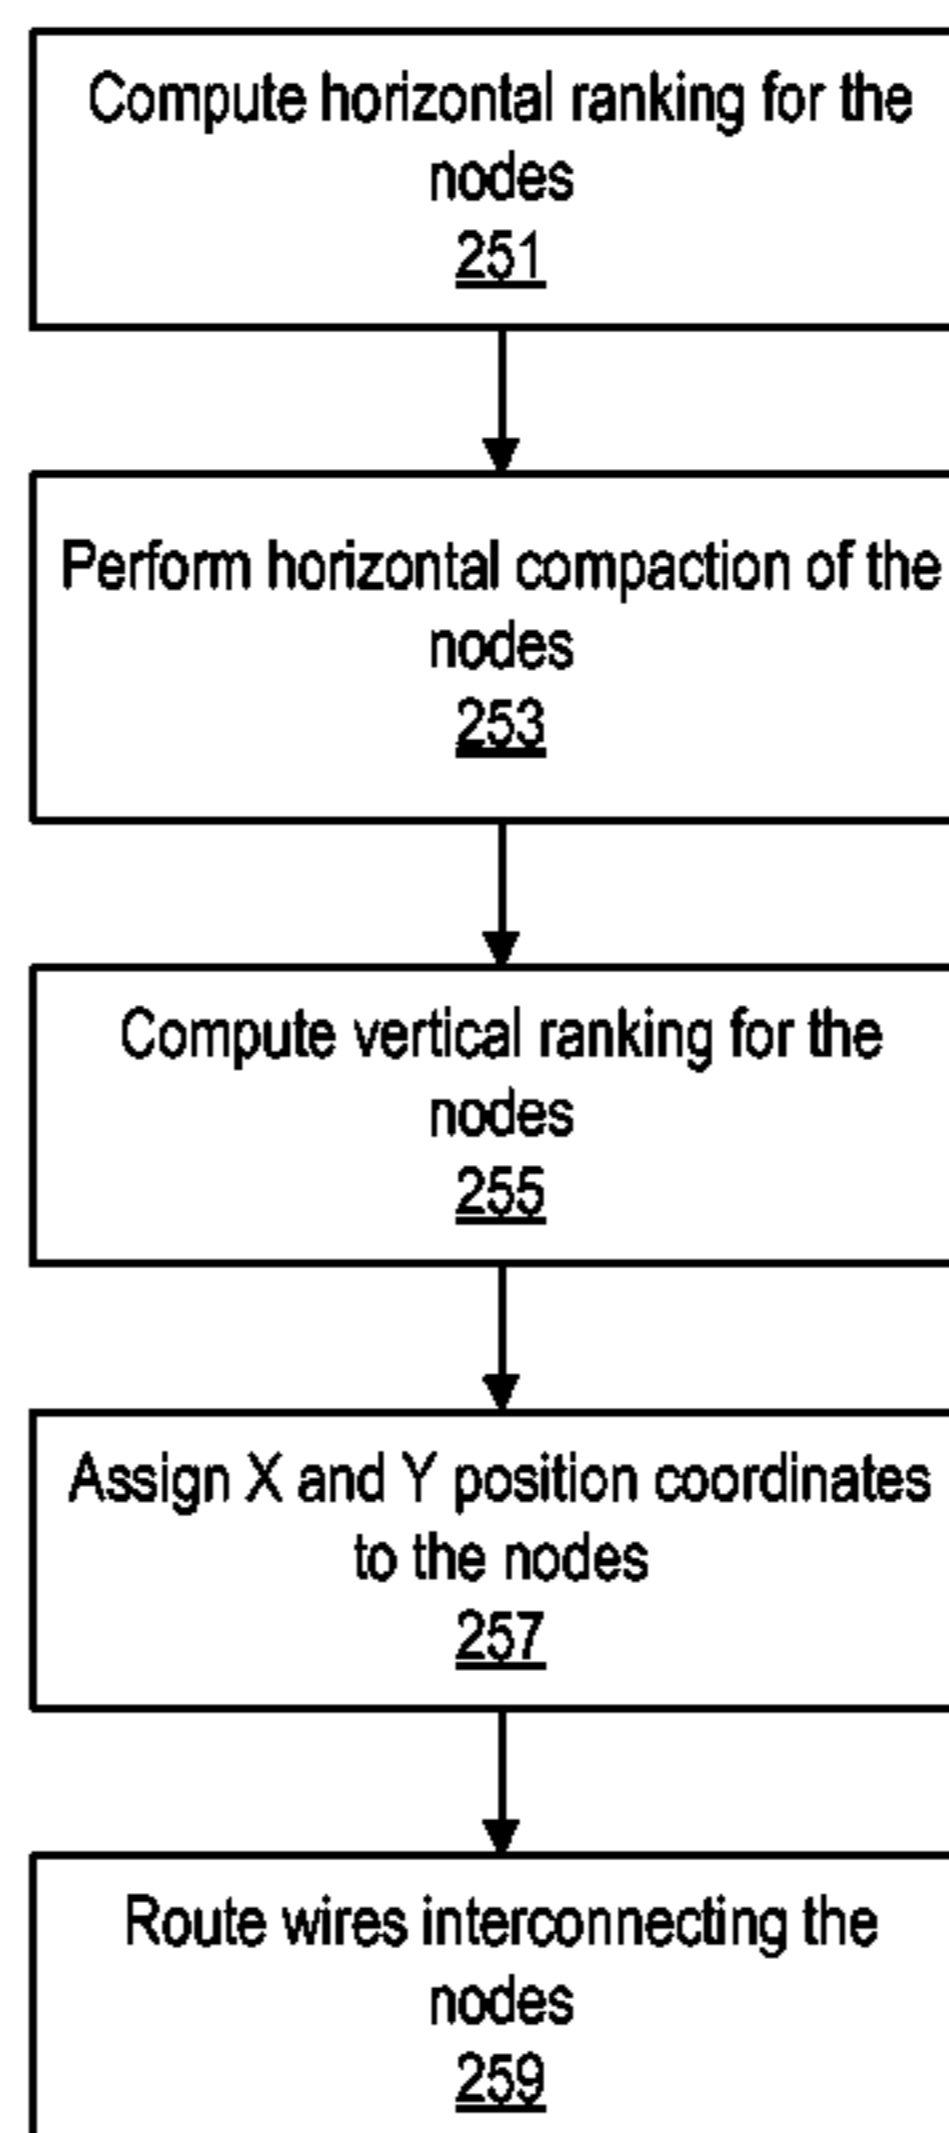 Compute horizontal ranking for the
nodes
251
Perform horizontal compaction of the
nodes
253
Compute vertical ranking for the
nodes
255
Assign X and Y position coordinates
to the nodes
257
Route wires interconnecting the
nodes
259